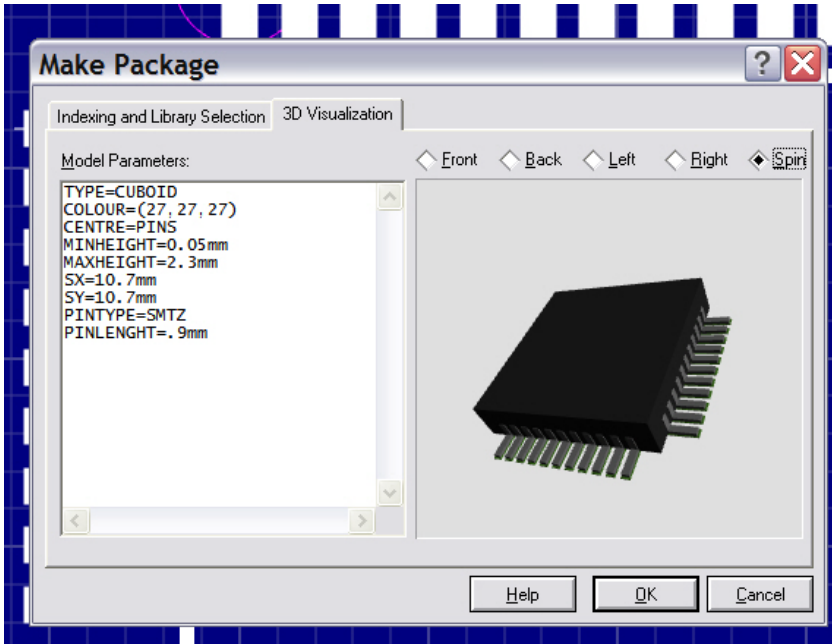 Make Package
Indexing and Library Selection 3D Visualization
Model Parameters: Front Back Left Right Spin
TYPE=CUBOID
COLOUR=(27,27,27)
CENTRE=PINS
MINHEIGHT=0.05mm
MAXHEIGHT=2.3mm
SX=10.7mm
SY=10.7mm
PINTYPE=SMTZ
PINLENGHT=.9mm
Help OK Cancel